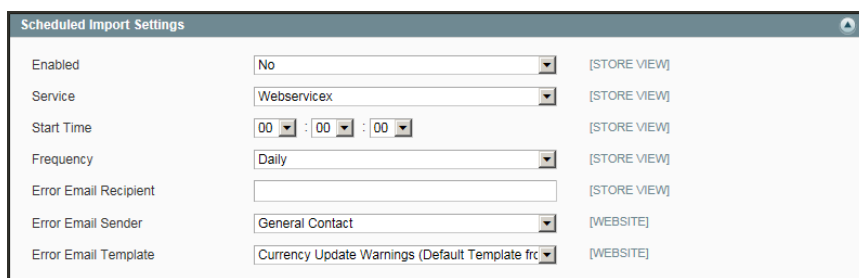 Scheduled Import Settings
Enabled No [STORE VIEW]
Service Webservicex [STORE VIEW]
Start Time 00 : 00 : 00 [STORE VIEW]
Frequency Daily [STORE VIEW]
Error Email Recipient [STORE VIEW]
Error Email Sender General Contact [WEBSITE]
Error Email Template Currency Update Warnings (Default Template frc [WEBSITE]